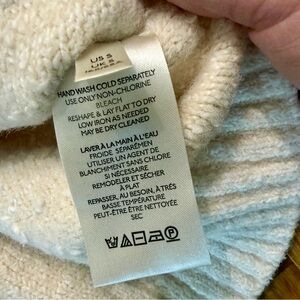 US S
HAND WASH COLD SEPARATELY
USE ONLY NON-CHLORINE
BLEACH
RESHAPE & LAY FLAT TO DRY
LOW IRON AS NEEDED
MAY BE DRY CLEANED
LAVER À LA MAIN À L'EAU
FROIDE SÉPARÉMEN
UTILISER UN AGENT DE
BLANCHIMENT SANS CHLORE
SI NÉCESSAIRE
REMODELER ET SÉCHER
À PLAT
REPASSER, AU BESOIN, À TRÈS
BASSE TEMPÉRATURE
PEUT-ÊTRE ÊTRE NETTOYÉE
SEC